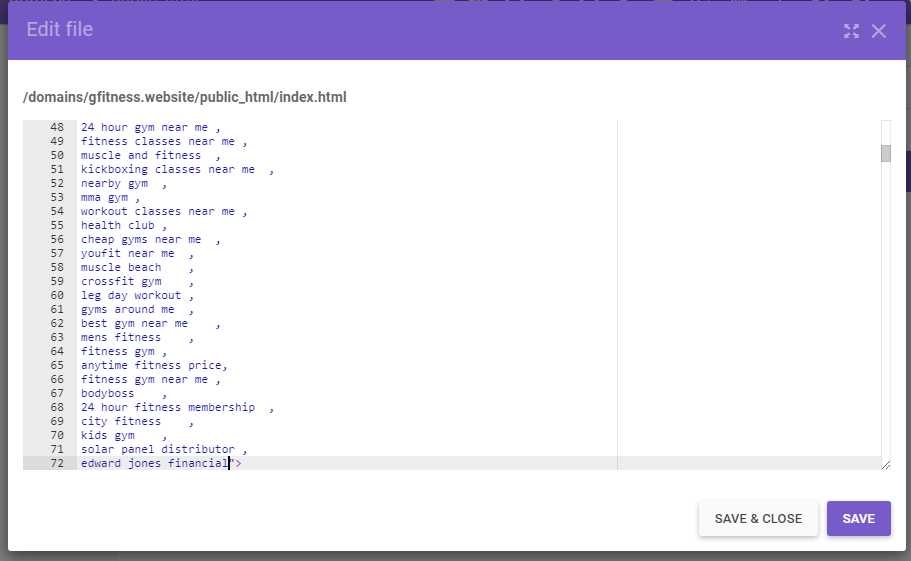 Edit file
/domains/gfitness.website/public_html/index.html
48 24 hour gym near me ,
49 fitness classes near me ,
50 muscle and fitness ,
51 kickboxing classes near me ,
52 nearby gym ,
53 mma gym ,
54 workout classes near me ,
55 health club ,
56 cheap gyms near me ,
57 youfit near me ,
58 muscle beach ,
59 crossfit gym ,
60 leg day workout ,
61 gyms around me ,
62 best gym near me ,
63 mens fitness ,
64 fitness gym ,
65 anytime fitness price,
66 fitness gym near me ,
67 bodyboss ,
68 24 hour fitness membership ,
69 city fitness ,
70 kids gym ,
71 solar panel distributor ,
72 edward jones financial">
SAVE & CLOSE SAVE